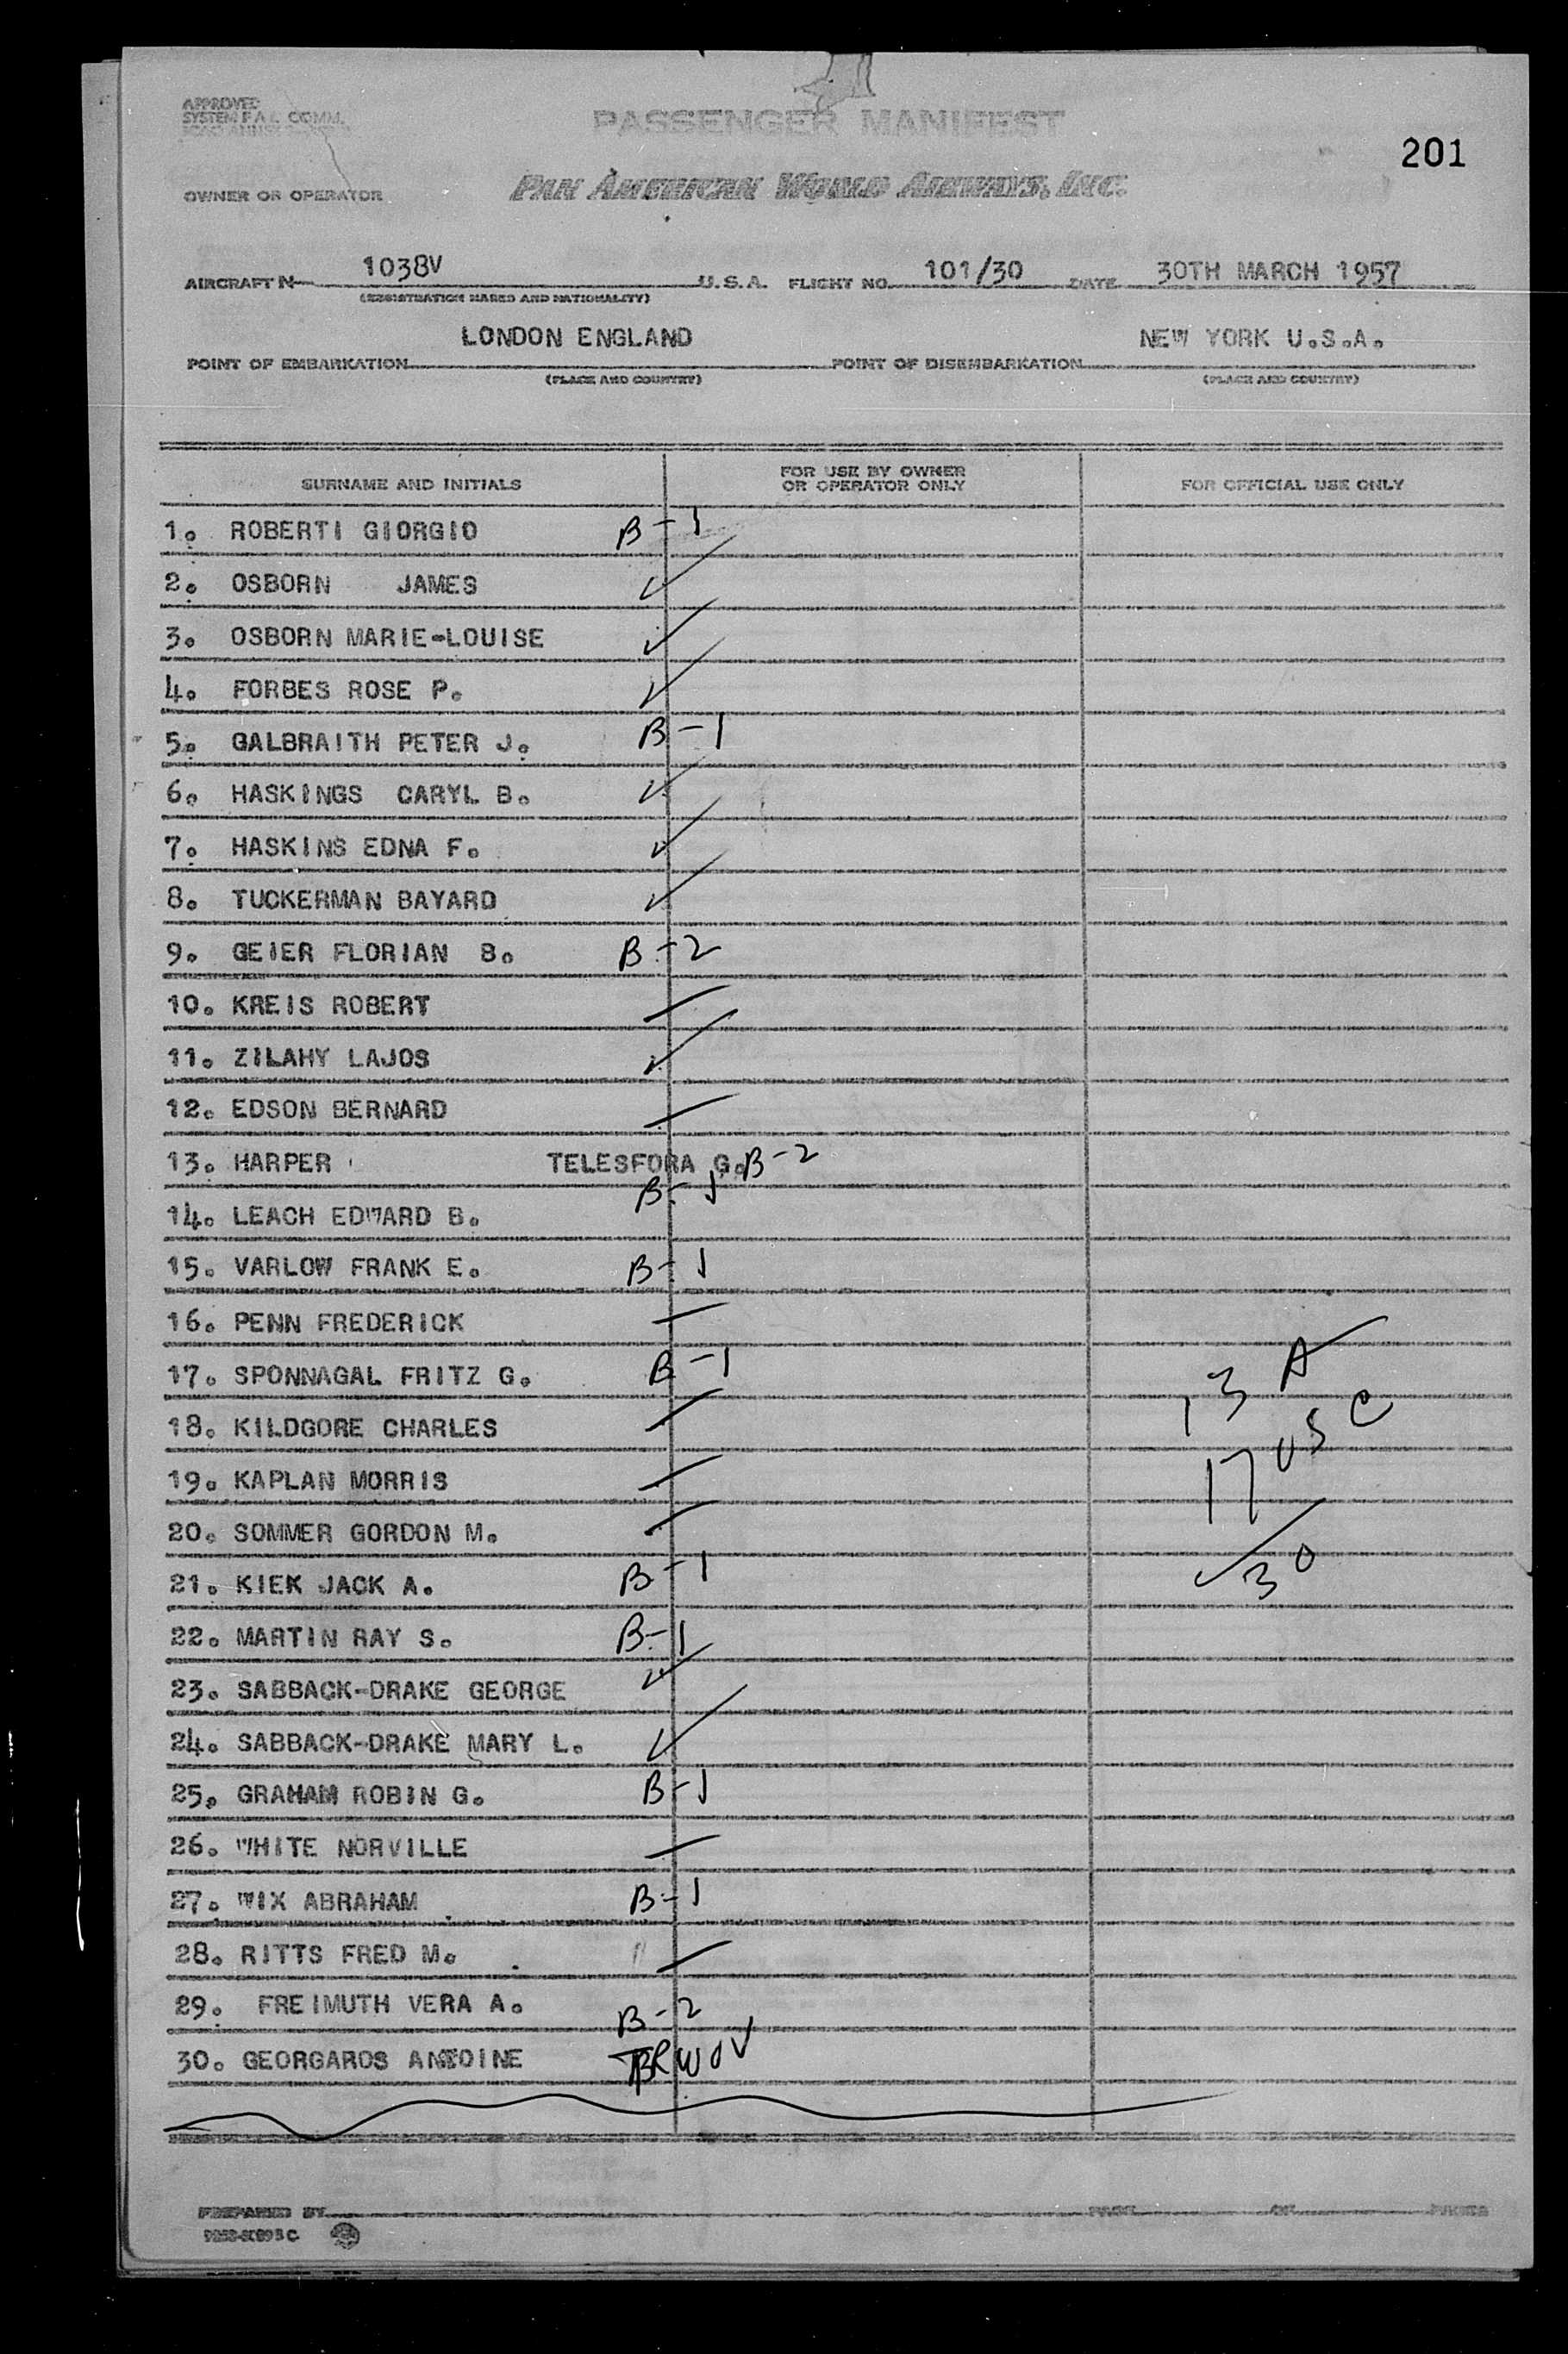 APPROVED
SYSTEM F.A.L. COMM.
PASSENGER MANIFEST
201
OWNER OR OPERATOR
PAN AMERICAN WORLD AIRWAYS, INC.
AIRCRAFT N 1038V U.S.A. FLIGHT NO. 101/30 DATE 30TH MARCH 1957
(REGISTRATION MARKS AND NATIONALITY)
LONDON ENGLAND NEW YORK U.S.A.
POINT OF EMBARKATION POINT OF DISEMBARKATION
(PLACE AND COUNTRY) (PLACE AND COUNTRY)
SURNAME AND INITIALS FOR USE BY OWNER OR OPERATOR ONLY FOR OFFICIAL USE ONLY
1. ROBERTI GIORGIO B-1
2. OSBORN JAMES ✓
3. OSBORN MARIE-LOUISE ✓
4. FORBES ROSE P. ✓
5. GALBRAITH PETER J. B-1
6. HASKINGS CARYL B. ✓
7. HASKINS EDNA F. ✓
8. TUCKERMAN BAYARD ✓
9. GEIER FLORIAN B. B-2
10. KREIS ROBERT
11. ZILAHY LAJOS ✓
12. EDSON BERNARD
13. HARPER TELESFORA G. B-2
14. LEACH EDWARD B. B-1
15. VARLOW FRANK E. B-1
16. PENN FREDERICK
17. SPONNAGAL FRITZ G. B-1 13 A
18. KILDGORE CHARLES
19. KAPLAN MORRIS 17 USC
20. SOMMER GORDON M.
21. KIEK JACK A. B-1 30
22. MARTIN RAY S. B-1
23. SABBACK-DRAKE GEORGE ✓
24. SABBACK-DRAKE MARY L. ✓
25. GRAHAM ROBIN G. B-1
26. WHITE NORVILLE
27. WIX ABRAHAM B-1
28. RITTS FRED M.
29. FREIMUTH VERA A. B-2
30. GEORGAROS ANTOINE
PREPARED BY PAGE OF PAGES